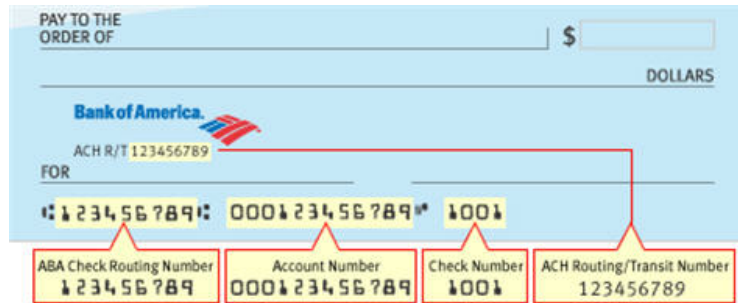 PAY TO THE
ORDER OF
$
DOLLARS
Bank of America.
ACH R/T 123456789
FOR
⑆123456789⑆ 000123456789⑈ 1001
ABA Check Routing Number
123456789
Account Number
000123456789
Check Number
1001
ACH Routing/Transit Number
123456789